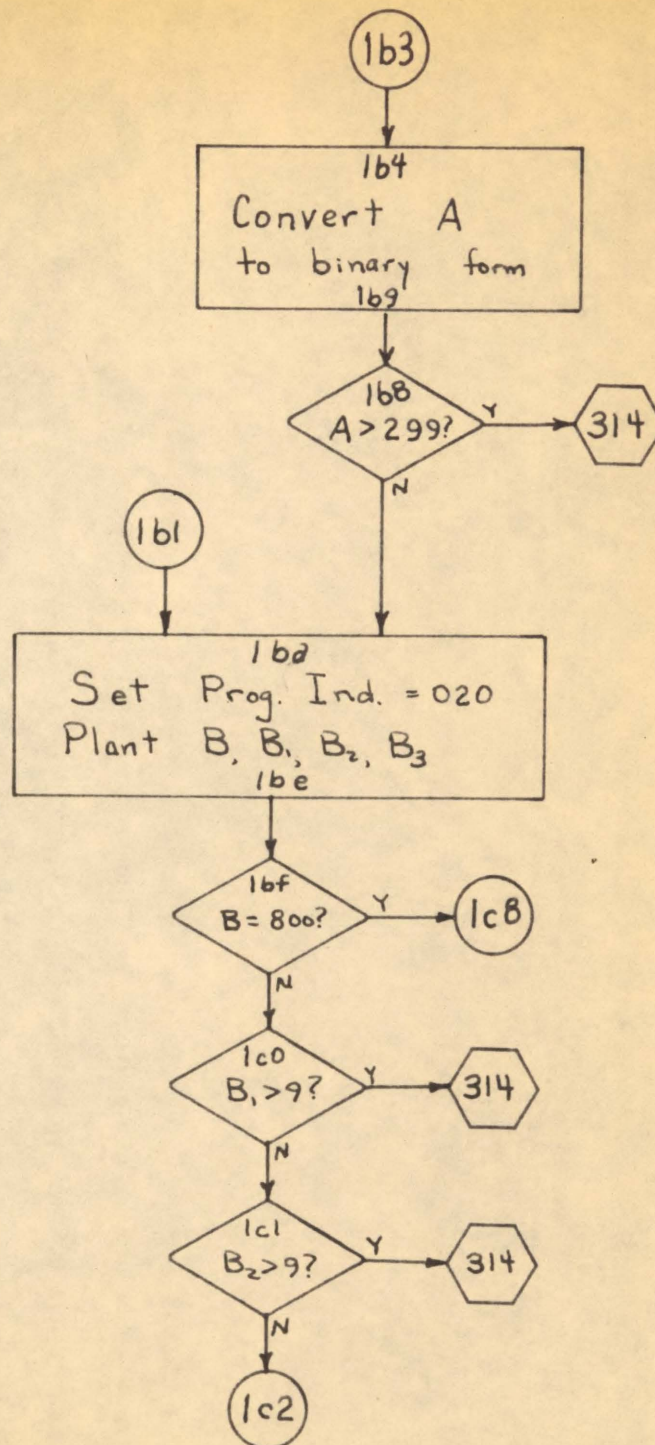 1b3
1b4
Convert A
to binary form
1b9
1b8
A > 299?
Y
314
N
1b1
1ba
Set Prog. Ind. = 020
Plant B, B₁, B₂, B₃
1be
1bf
B = 800?
Y
1c8
N
1c0
B₁ > 9?
Y
314
N
1c1
B₂ > 9?
Y
314
N
1c2